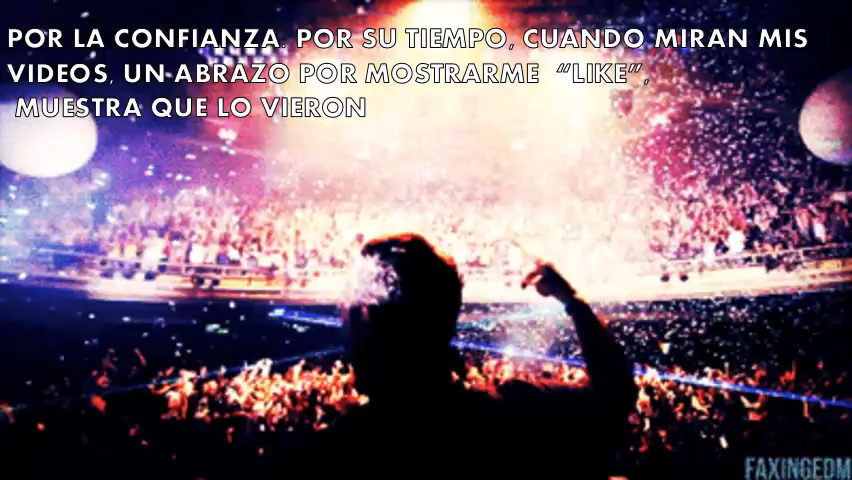 POR LA CONFIANZA. POR SU TIEMPO, CUANDO MIRAN MIS
VIDEOS, UN ABRAZO POR MOSTRARME “LIKE”,
MUESTRA QUE LO VIERON
FAXINGEDM